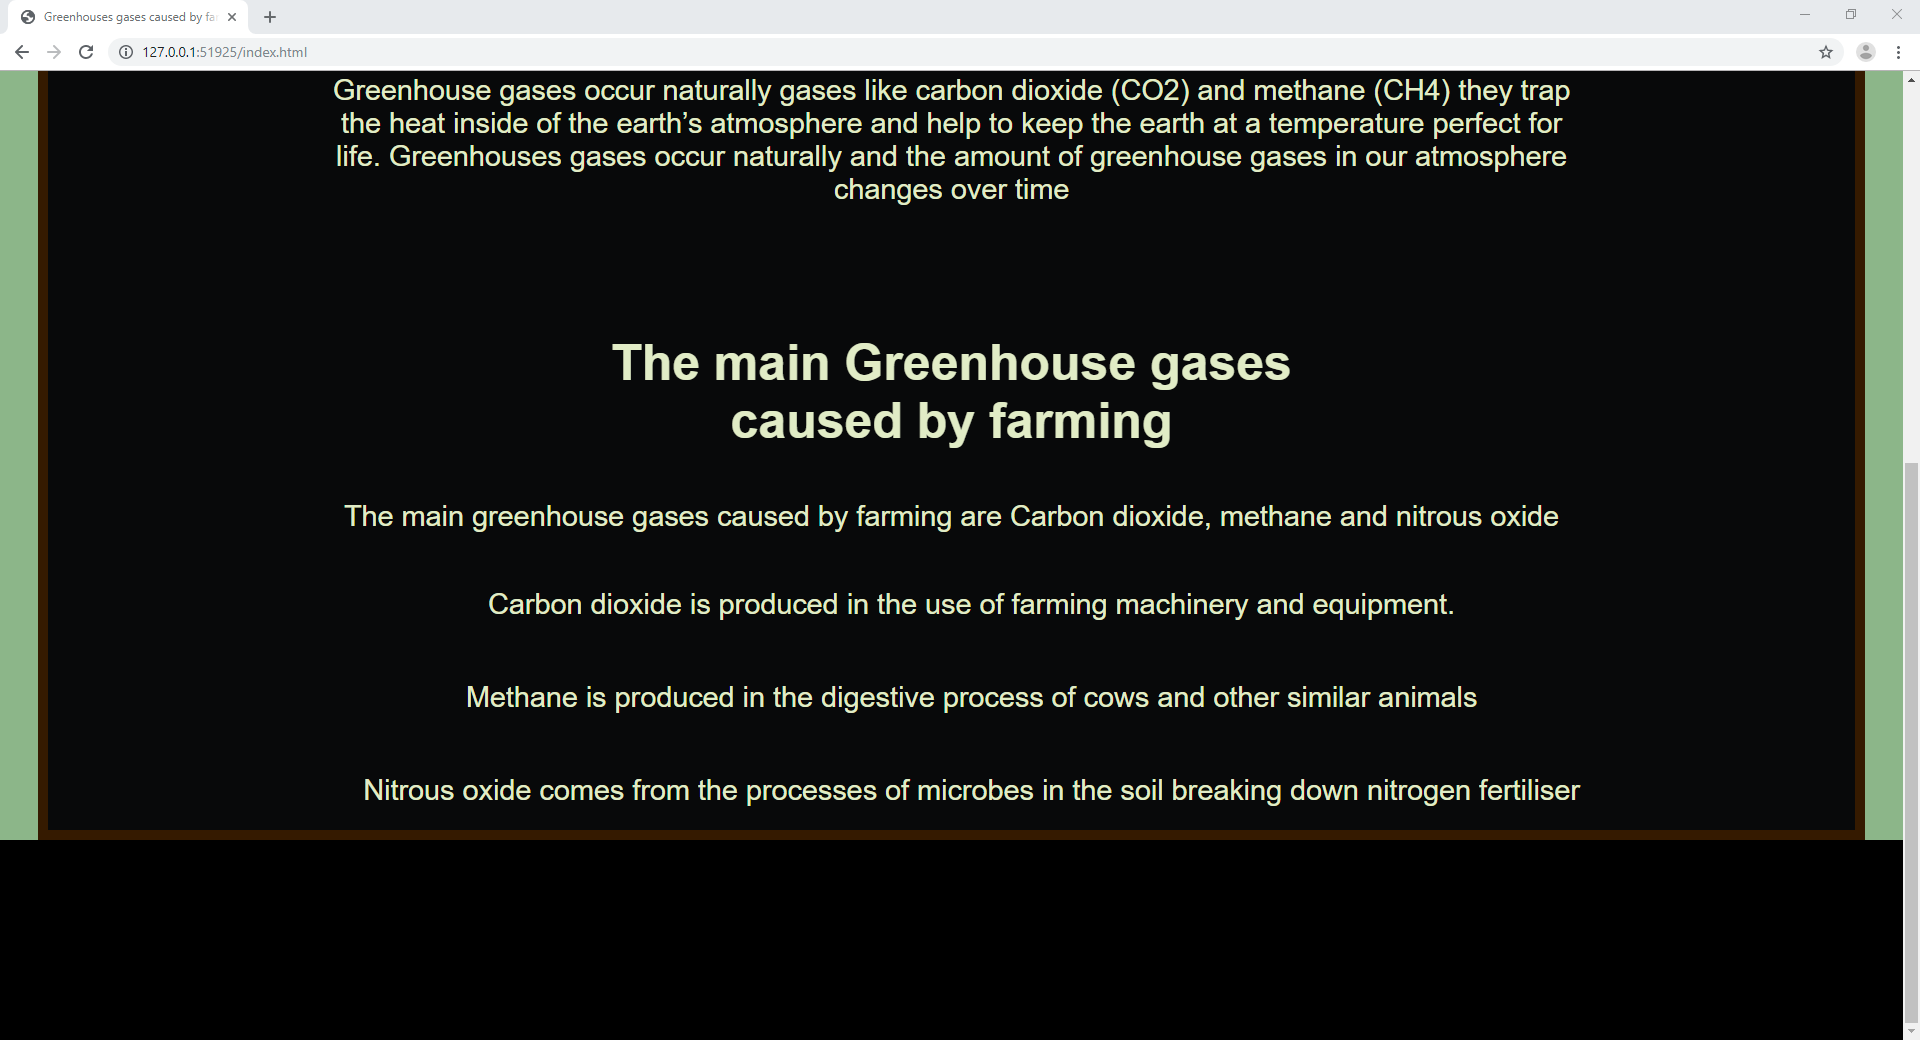 Greenhouses gases caused by fa
127.0.0.1:51925/index.html
Greenhouse gases occur naturally gases like carbon dioxide (CO2) and methane (CH4) they trap
the heat inside of the earth’s atmosphere and help to keep the earth at a temperature perfect for
life. Greenhouses gases occur naturally and the amount of greenhouse gases in our atmosphere
changes over time
The main Greenhouse gases
caused by farming
The main greenhouse gases caused by farming are Carbon dioxide, methane and nitrous oxide
Carbon dioxide is produced in the use of farming machinery and equipment.
Methane is produced in the digestive process of cows and other similar animals
Nitrous oxide comes from the processes of microbes in the soil breaking down nitrogen fertiliser